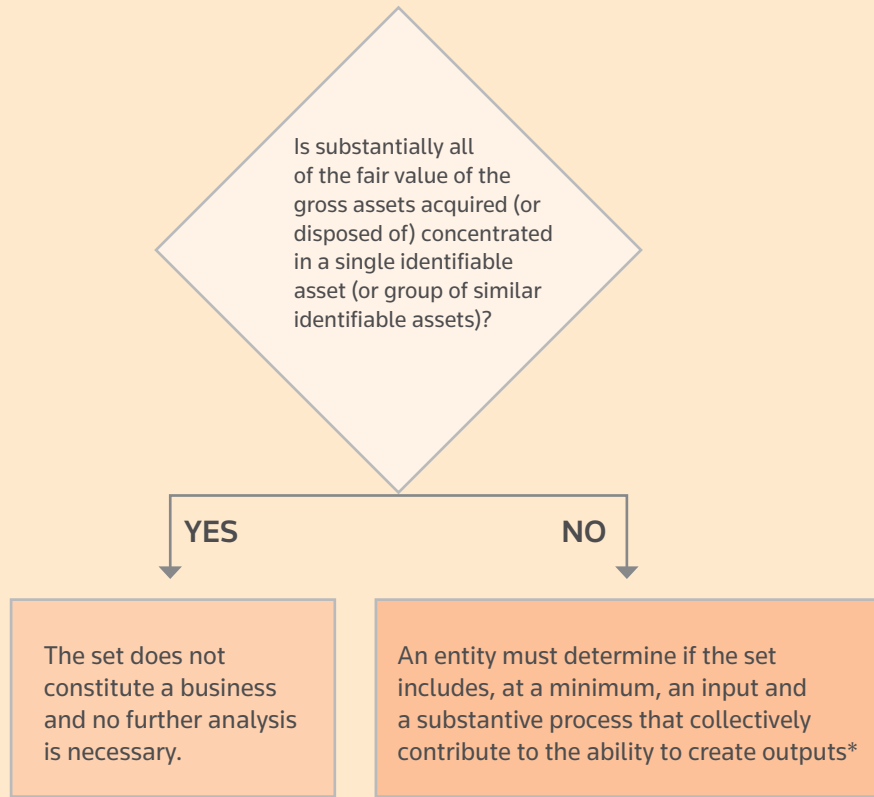 Is substantially all
of the fair value of the
gross assets acquired (or
disposed of) concentrated
in a single identifiable
asset (or group of similar
identifiable assets)?
YES
NO
The set does not
constitute a business
and no further analysis
is necessary.
An entity must determine if the set
includes, at a minimum, an input and
a substantive process that collectively
contribute to the ability to create outputs*